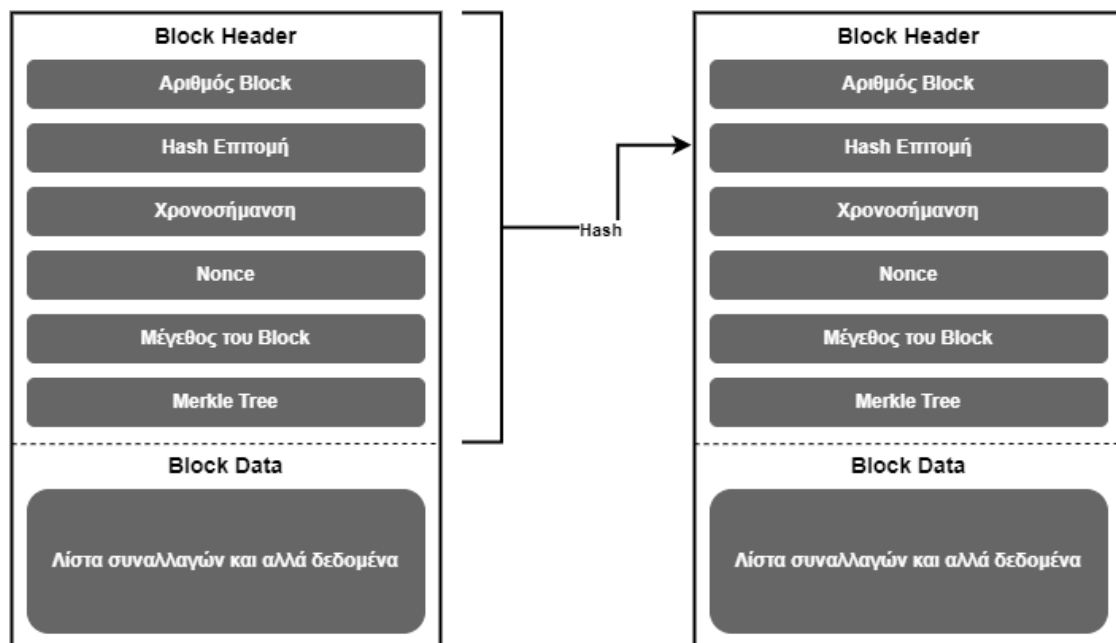 Block Header
Αριθμός Block
Hash Επιτομή
Χρονοσήμανση
Nonce
Μέγεθος του Block
Merkle Tree
Block Data
Λίστα συναλλαγών και αλλά δεδομένα
Hash
Block Header
Αριθμός Block
Hash Επιτομή
Χρονοσήμανση
Nonce
Μέγεθος του Block
Merkle Tree
Block Data
Λίστα συναλλαγών και αλλά δεδομένα